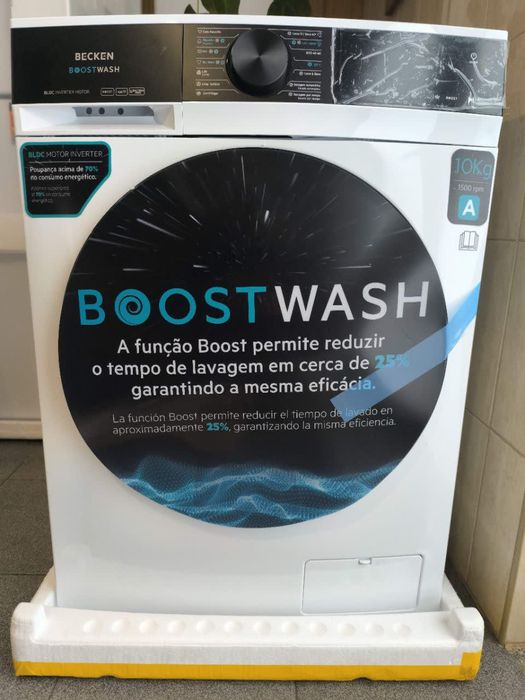 BECKEN
BOOSTWASH
BLDC INVERTER MOTOR
BLDC MOTOR INVERTER
Poupança acima de 70%
no consumo energético.
10Kg
1500 rpm
A
BOOSTWASH
A função Boost permite reduzir
o tempo de lavagem em cerca de 25%
garantindo a mesma eficácia.
La función Boost permite reducir el tiempo de lavado en
aproximadamente 25%, garantizando la misma eficiencia.